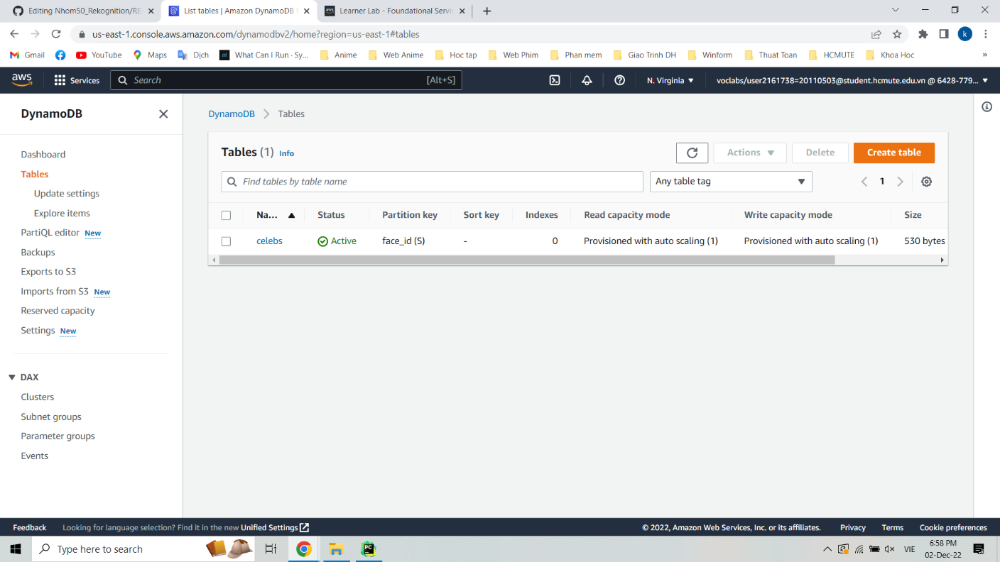 Editing Nhom50_Rekognition/RE
List tables | Amazon DynamoDB
Learner Lab - Foundational Servic
us-east-1.console.aws.amazon.com/dynamodbv2/home?region=us-east-1#tables
k
Gmail YouTube Maps Dịch What Can I Run - Sy... Anime Web Anime Hoc tap Web Phim Phan mem Giao Trinh DH Winform Thuat Toan HCMUTE Khoa Hoc »
aws Services Search [Alt+S] N. Virginia voclabs/user2161738=20110503@student.hcmute.edu.vn @ 6428-779...
DynamoDB
Dashboard
Tables
Update settings
Explore items
PartiQL editor New
Backups
Exports to S3
Imports from S3 New
Reserved capacity
Settings New
DAX
Clusters
Subnet groups
Parameter groups
Events
DynamoDB > Tables
Tables (1) Info
Actions Delete Create table
Find tables by table name
Any table tag
1
Na... Status Partition key Sort key Indexes Read capacity mode Write capacity mode Size
celebs Active face_id (S) - 0 Provisioned with auto scaling (1) Provisioned with auto scaling (1) 530 bytes
Feedback Looking for language selection? Find it in the new Unified Settings © 2022, Amazon Web Services, Inc. or its affiliates. Privacy Terms Cookie preferences
Type here to search
PC
VIE
6:58 PM
02-Dec-22